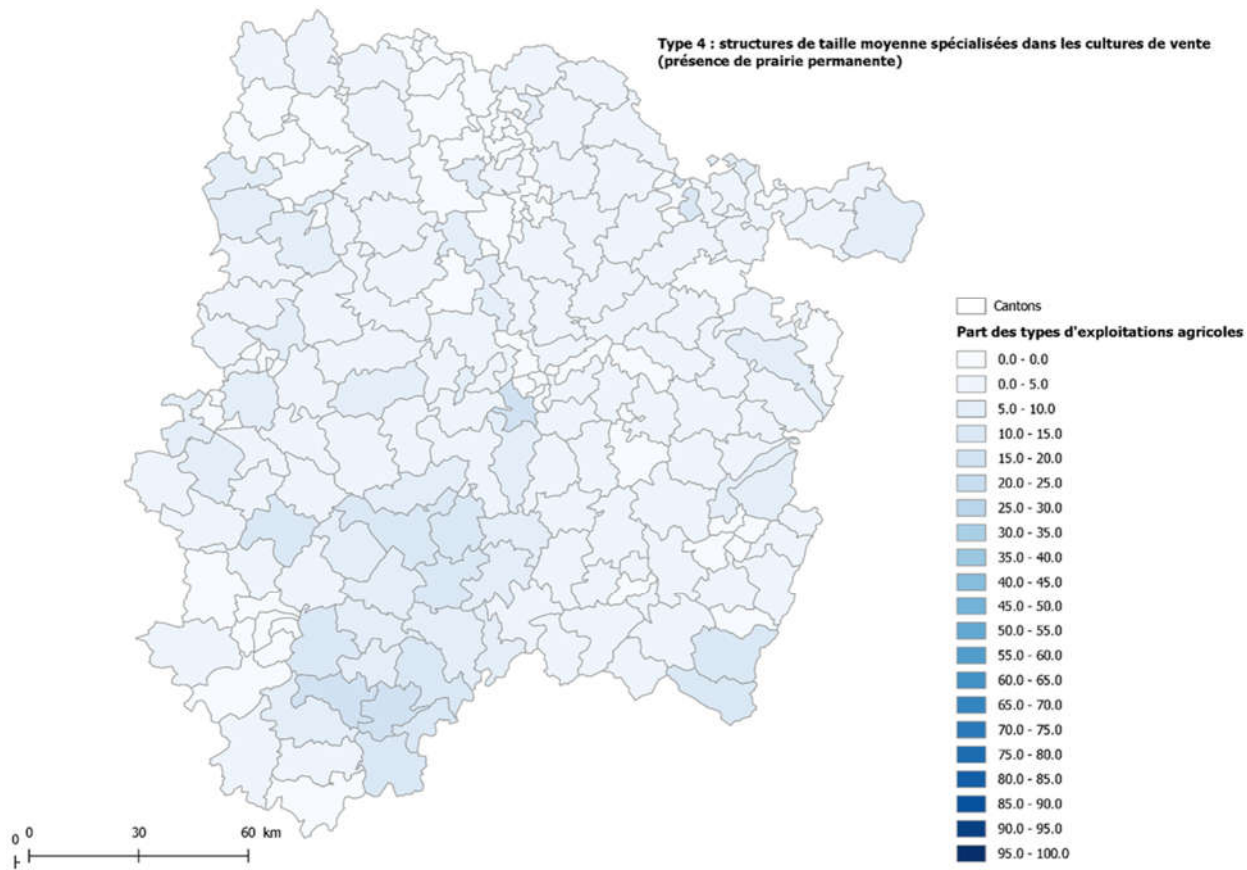 Type 4 : structures de taille moyenne spécialisées dans les cultures de vente
(présence de prairie permanente)
Cantons
Part des types d'exploitations agricoles
0.0 - 0.0
0.0 - 5.0
5.0 - 10.0
10.0 - 15.0
15.0 - 20.0
20.0 - 25.0
25.0 - 30.0
30.0 - 35.0
35.0 - 40.0
40.0 - 45.0
45.0 - 50.0
50.0 - 55.0
55.0 - 60.0
60.0 - 65.0
65.0 - 70.0
70.0 - 75.0
75.0 - 80.0
80.0 - 85.0
85.0 - 90.0
90.0 - 95.0
95.0 - 100.0
0 30 60 km
0